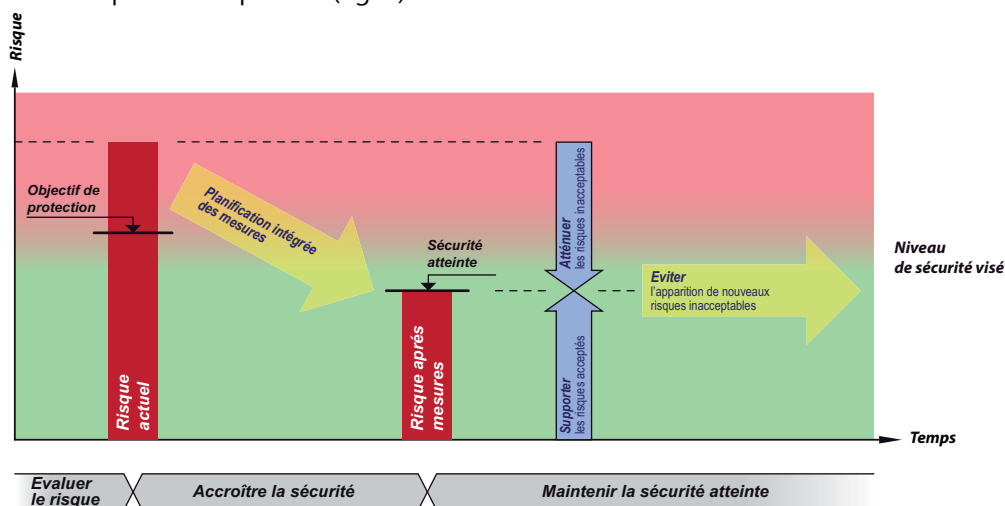 Risque
Objectif de
protection
Planification intégrée
des mesures
Sécurité
atteinte
Atténuer
les risques inacceptables
Eviter
l'apparition de nouveaux
risques inacceptables
Niveau
de sécurité visé
Risque
actuel
Risque aprés
mesures
Supporter
les risques acceptés
Temps
Evaluer
le risque
Accroître la sécurité
Maintenir la sécurité atteinte